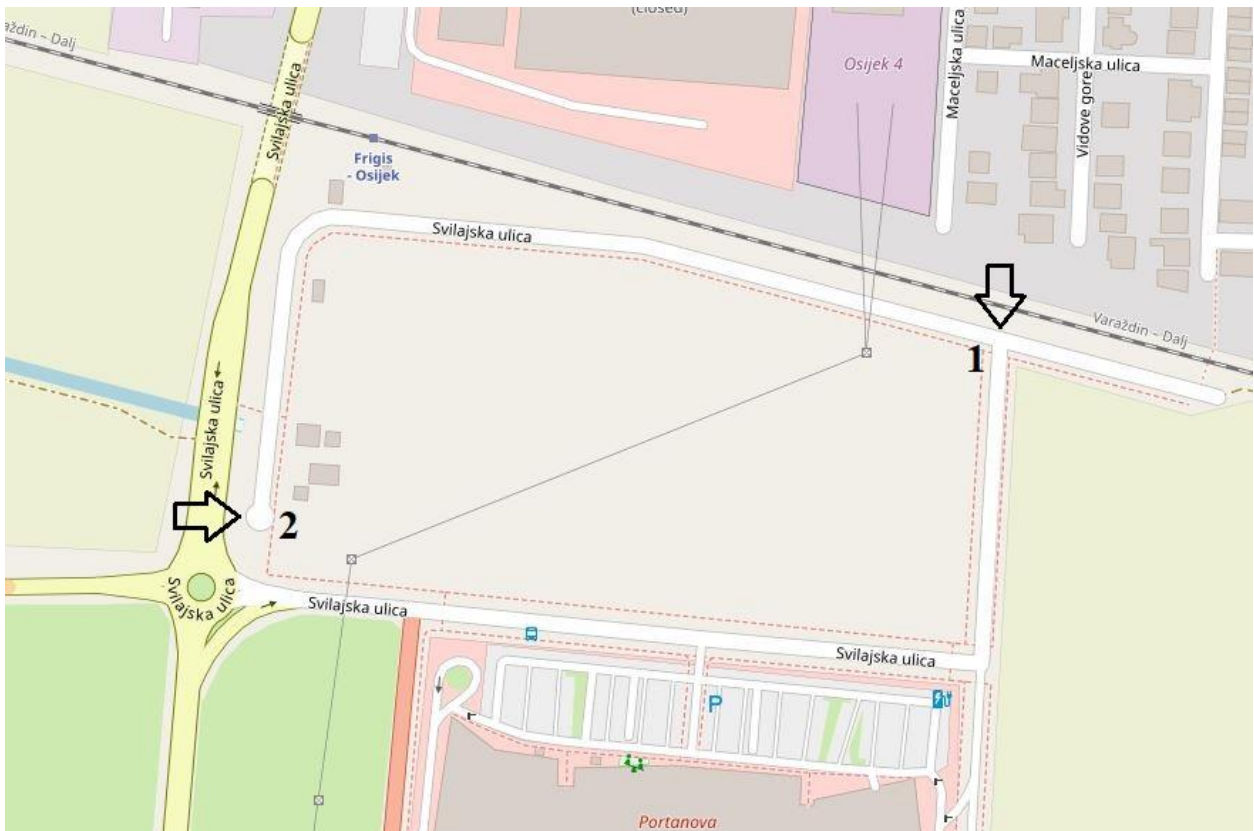 (closed)
Varaždin – Dalj
Svilajska ulica
Osijek 4
Maceljska ulica
Maceljska ulica
Vidove gore
Frigis
- Osijek
Svilajska ulica
Varaždin – Dalj
1
Svilajska ulica
2
Svilajska ulica
Svilajska ulica
Svilajska ulica
P
Portanova